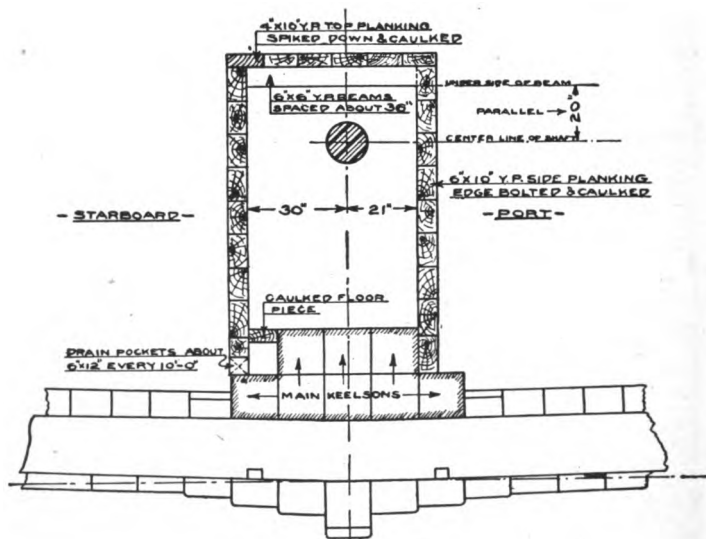 4"x10" Y.P. TOP PLANKING
SPIKED DOWN & CAULKED
UNDER SIDE OF BEAM
6"x6" Y.P. BEAMS
SPACED ABOUT 36"
PARALLEL
2'0"
CENTER LINE OF SHAFT
6"x10" Y.P. SIDE PLANKING
EDGE BOLTED & CAULKED
- STARBOARD -
30"
21"
- PORT -
CAULKED FLOOR
PIECE
DRAIN POCKETS ABOUT
6"x12" EVERY 10'-0"
MAIN KEELSONS